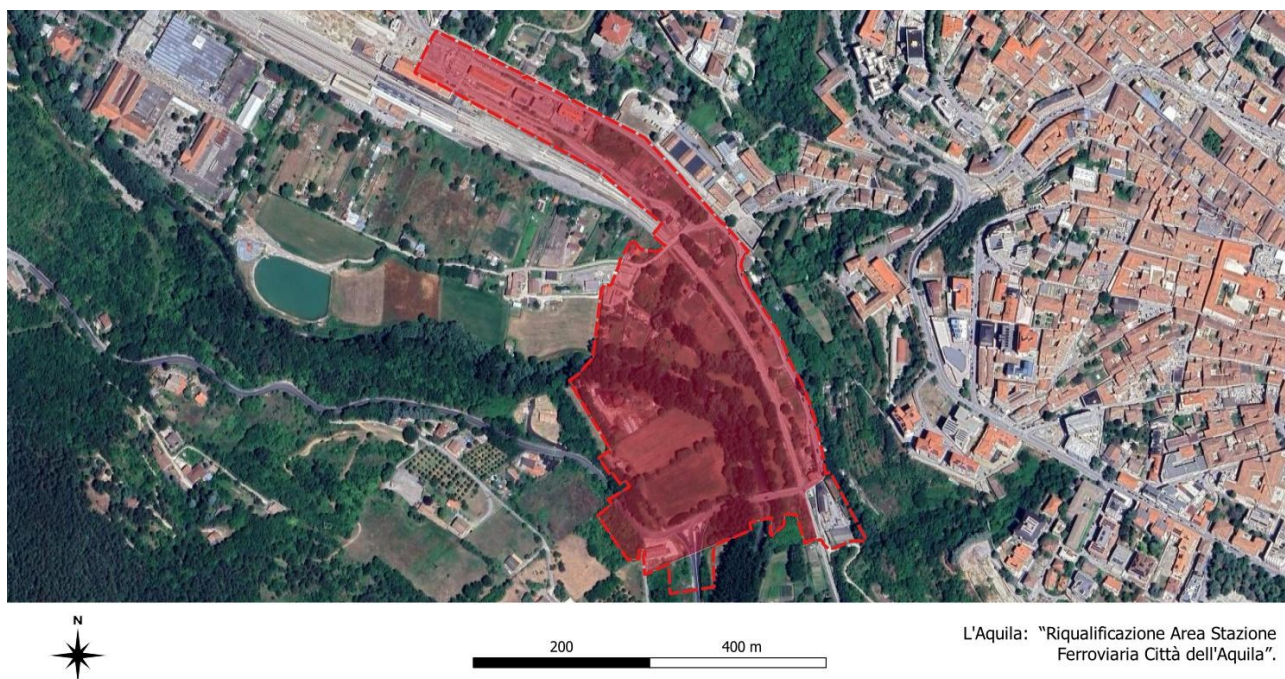 N
200
400 m
L'Aquila: "Riqualificazione Area Stazione
Ferroviaria Città dell'Aquila".